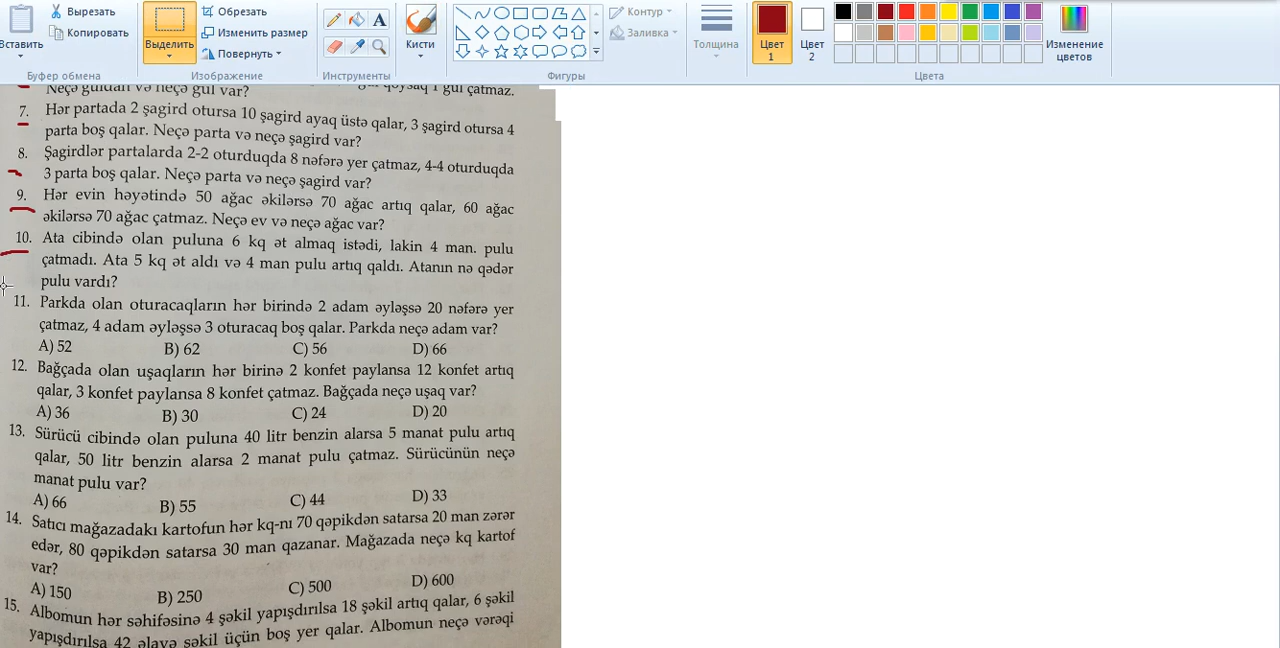 Вставить
Вырезать
Копировать
Буфер обмена
Выделить
Обрезать
Изменить размер
Повернуть
Изображение
A
Инструменты
Кисти
Фигуры
Контур
Заливка
Толщина
Цвет 1
Цвет 2
Цвета
Изменение цветов
Neçə güldan və neçə gül var? qoysaq 1 gül çatmaz.
7. Hər partada 2 şagird otursa 10 şagird ayaq üstə qalar, 3 şagird otursa 4
parta boş qalar. Neçə parta və neçə şagird var?
8. Şagirdlər partalarda 2-2 oturduqda 8 nəfərə yer çatmaz, 4-4 oturduqda
3 parta boş qalar. Neçə parta və neçə şagird var?
9. Hər evin həyətində 50 ağac əkilərsə 70 ağac artıq qalar, 60 ağac
əkilərsə 70 ağac çatmaz. Neçə ev və neçə ağac var?
10. Ata cibində olan puluna 6 kq ət almaq istədi, lakin 4 man. pulu
çatmadı. Ata 5 kq ət aldı və 4 man pulu artıq qaldı. Atanın nə qədər
pulu vardı?
11. Parkda olan oturacaqların hər birində 2 adam əyləşsə 20 nəfərə yer
çatmaz, 4 adam əyləşsə 3 oturacaq boş qalar. Parkda neçə adam var?
A) 52 B) 62 C) 56 D) 66
12. Bağçada olan uşaqların hər birinə 2 konfet paylansa 12 konfet artıq
qalar, 3 konfet paylansa 8 konfet çatmaz. Bağçada neçə uşaq var?
A) 36 B) 30 C) 24 D) 20
13. Sürücü cibində olan puluna 40 litr benzin alarsa 5 manat pulu artıq
qalar, 50 litr benzin alarsa 2 manat pulu çatmaz. Sürücünün neçə
manat pulu var?
A) 66 B) 55 C) 44 D) 33
14. Satıcı mağazadakı kartofun hər kq-nı 70 qəpikdən satarsa 20 man zərər
edər, 80 qəpikdən satarsa 30 man qazanar. Mağazada neçə kq kartof
var?
A) 150 B) 250 C) 500 D) 600
15. Albomun hər səhifəsinə 4 şəkil yapışdırılsa 18 şəkil artıq qalar, 6 şəkil
yapışdırılsa 42 əlavə şəkil üçün boş yer qalar. Albomun neçə vərəqi